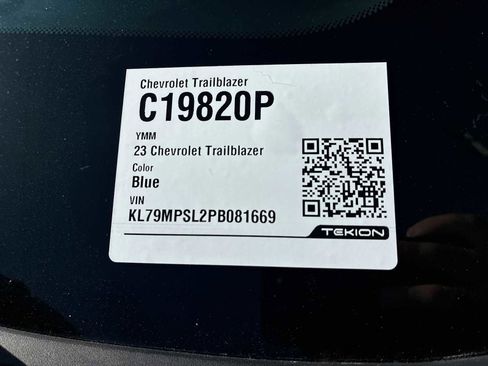 Chevrolet Trailblazer
C19820P
YMM
23 Chevrolet Trailblazer
Color
Blue
VIN
KL79MPSL2PB081669
TEKION